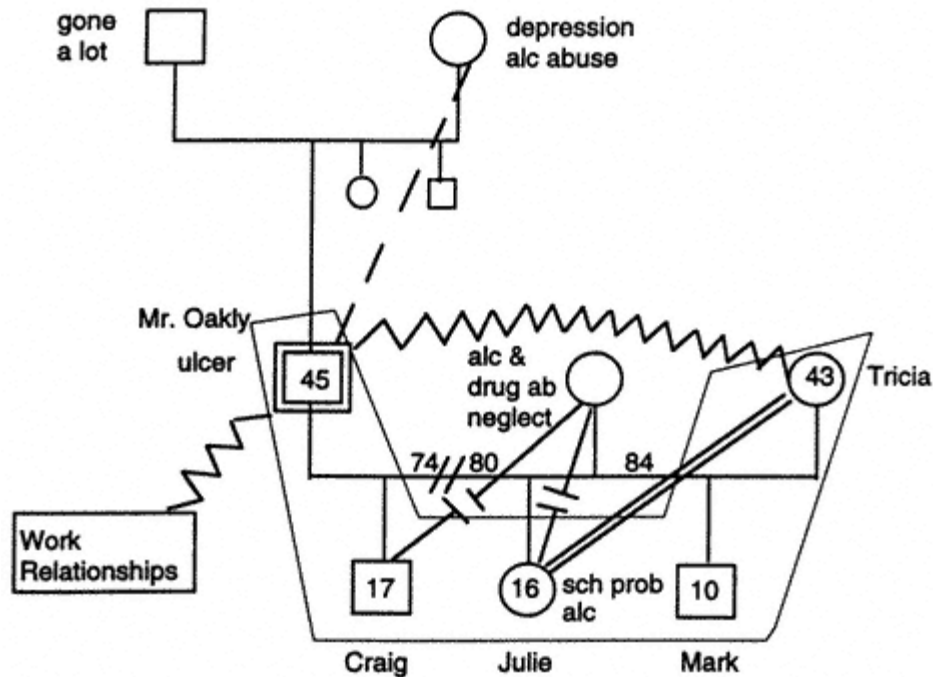 gone
a lot
depression
alc abuse
Mr. Oakly
ulcer
45
alc &
drug ab
neglect
43
Tricia
74
80
84
Work
Relationships
17
16
sch prob
alc
10
Craig
Julie
Mark